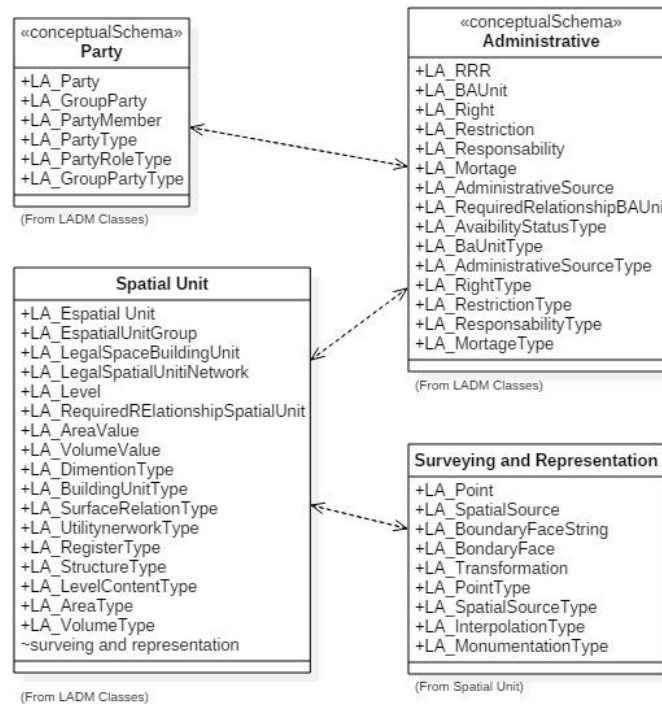 «conceptualSchema»
Party
+LA_Party
+LA_GroupParty
+LA_PartyMember
+LA_PartyType
+LA_PartyRoleType
+LA_GroupPartyType
(From LADM Classes)
«conceptualSchema»
Administrative
+LA_RRR
+LA_BAUnit
+LA_Right
+LA_Restriction
+LA_Responsability
+LA_Mortage
+LA_AdministrativeSource
+LA_RequiredRelationshipBAUni
+LA_AvaibilityStatusType
+LA_BaUnitType
+LA_AdministrativeSourceType
+LA_RightType
+LA_RestrictionType
+LA_ResponsabilityType
+LA_MortageType
(From LADM Classes)
Spatial Unit
+LA_Espatial Unit
+LA_EspatialUnitGroup
+LA_LegalSpaceBuildingUnit
+LA_LegalSpatialUnitiNetwork
+LA_Level
+LA_RequiredRElationshipSpatialUnit
+LA_AreaValue
+LA_VolumeValue
+LA_DimentionType
+LA_BuildingUnitType
+LA_SurfaceRelationType
+LA_UtilitynerworkType
+LA_RegisterType
+LA_StructureType
+LA_LevelContentType
+LA_AreaType
+LA_VolumeType
~surveing and representation
(From LADM Classes)
Surveying and Representation
+LA_Point
+LA_SpatialSource
+LA_BoundaryFaceString
+LA_BondaryFace
+LA_Transformation
+LA_PointType
+LA_SpatialSourceType
+LA_InterpolationType
+LA_MonumentationType
(From Spatial Unit)